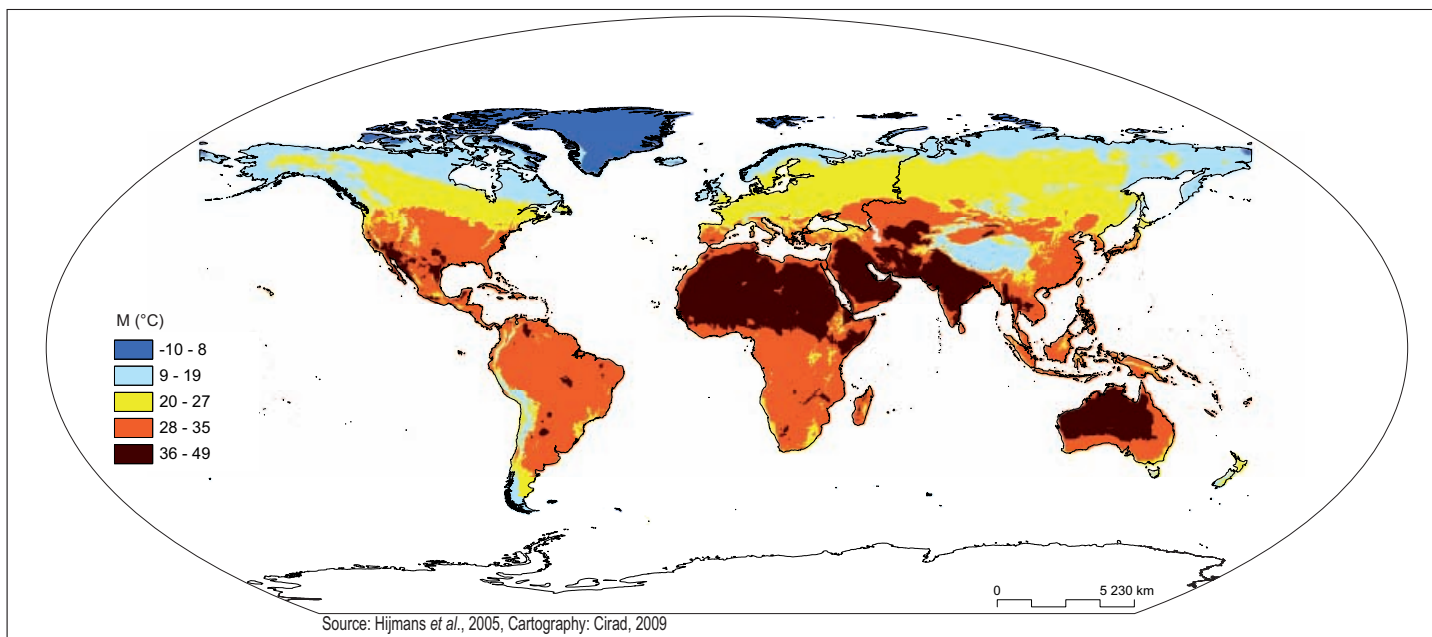 M (°C)
-10 - 8
9 - 19
20 - 27
28 - 35
36 - 49
0 5 230 km
Source: Hijmans et al., 2005, Cartography: Cirad, 2009